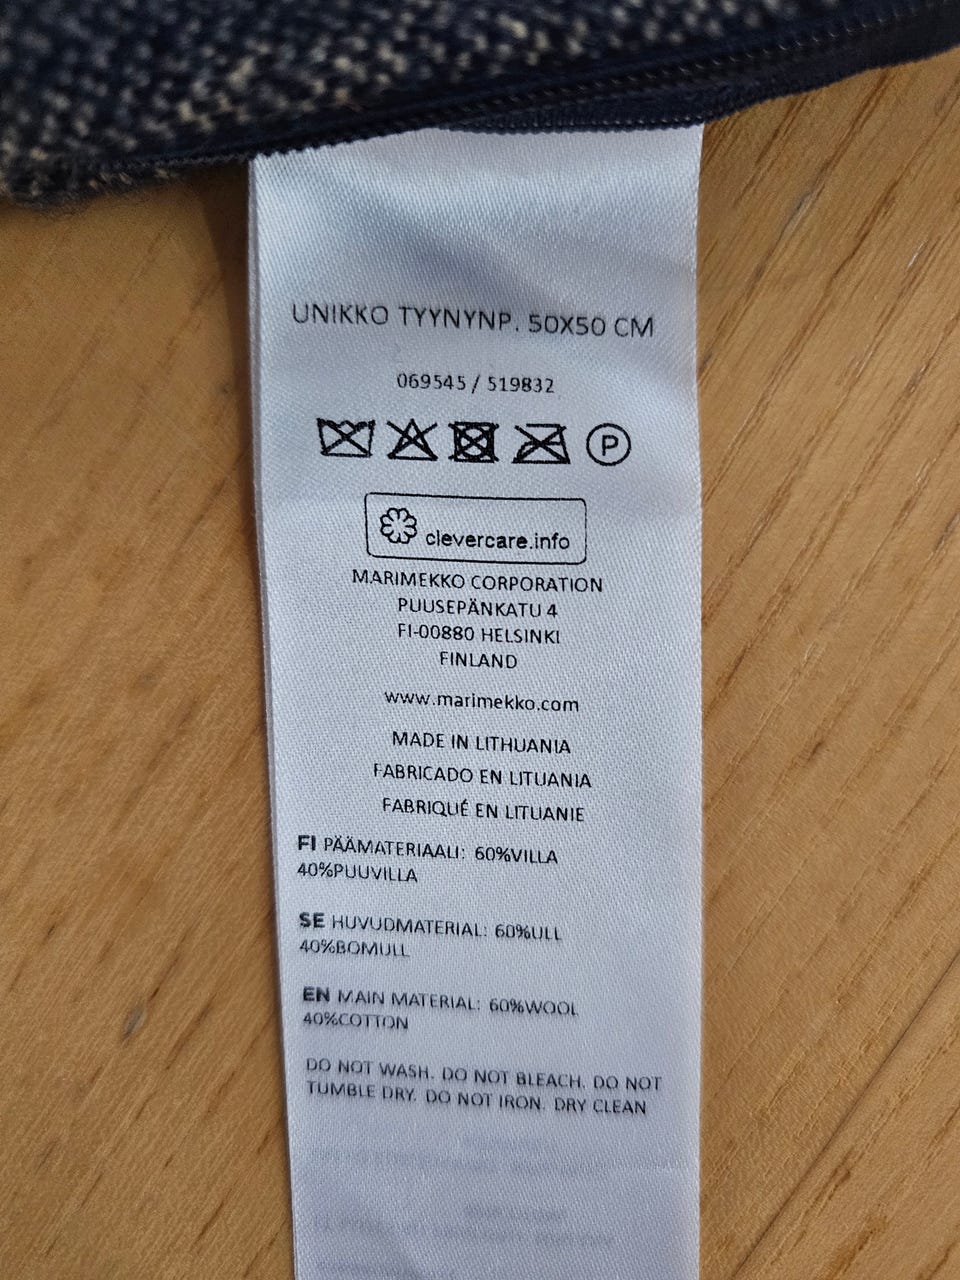 UNIKKO TYYNYNP. 50X50 CM
069545 / 519832
P
clevercare.info
MARIMEKKO CORPORATION
PUUSEPÄNKATU 4
FI-00880 HELSINKI
FINLAND
www.marimekko.com
MADE IN LITHUANIA
FABRICADO EN LITUANIA
FABRIQUÉ EN LITUANIE
FI PÄÄMATERIAALI: 60%VILLA
40%PUUVILLA
SE HUVUDMATERIAL: 60%ULL
40%BOMULL
EN MAIN MATERIAL: 60%WOOL
40%COTTON
DO NOT WASH. DO NOT BLEACH. DO NOT
TUMBLE DRY. DO NOT IRON. DRY CLEAN